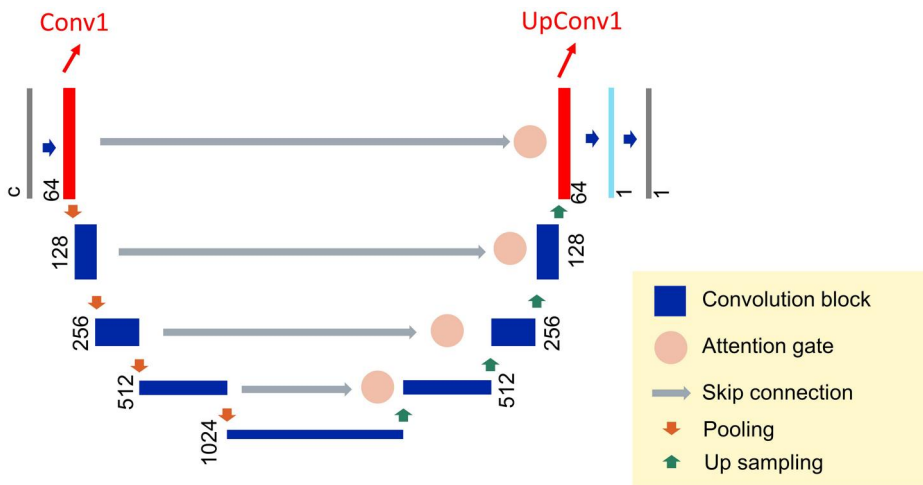 Conv1
UpConv1
c
64
64
1
1
128
128
256
256
512
512
1024
Convolution block
Attention gate
Skip connection
Pooling
Up sampling